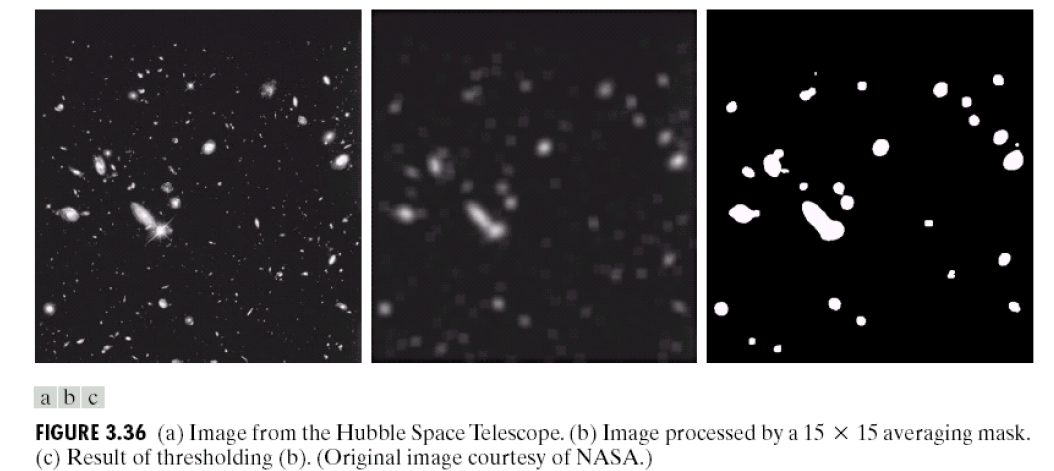 a b c
FIGURE 3.36 (a) Image from the Hubble Space Telescope. (b) Image processed by a 15 × 15 averaging mask.
(c) Result of thresholding (b). (Original image courtesy of NASA.)